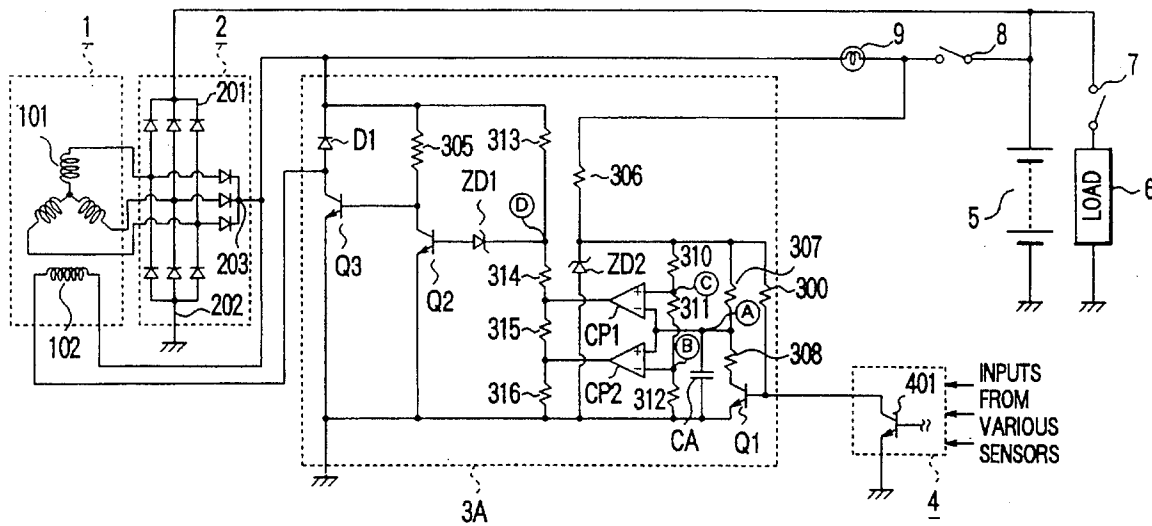 1
2
9
8
7
101
201
D1
305
313
306
ZD1
D
5
LOAD
6
203
Q3
Q2
314
ZD2
310
307
C
311
300
102
202
315
CP1
A
B
308
316
CP2
312
CA
Q1
401
INPUTS
FROM
VARIOUS
SENSORS
3A
4